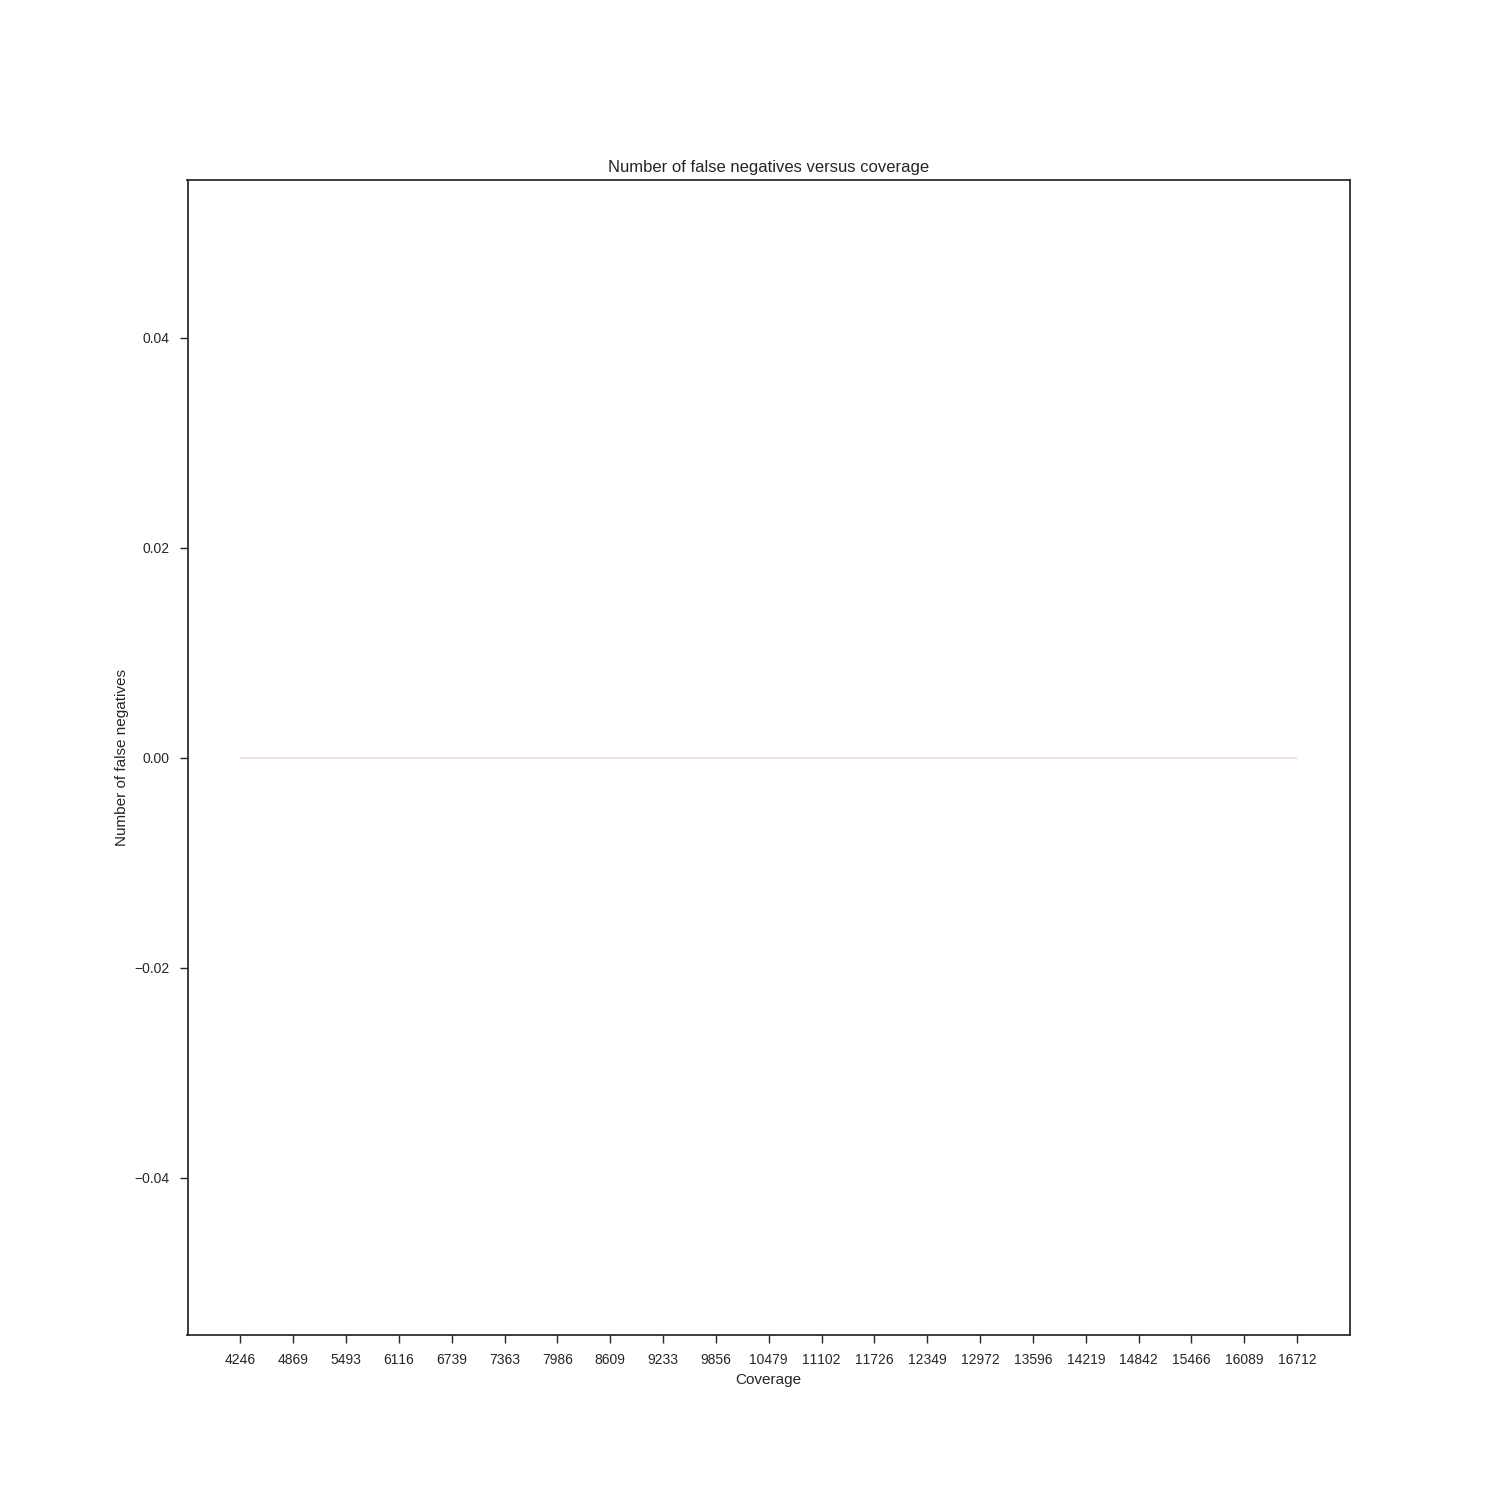 Number of false negatives versus coverage
0.04
0.02
0.00
−0.02
−0.04
Number of false negatives
4246 4869 5493 6116 6739 7363 7986 8609 9233 9856 10479 11102 11726 12349 12972 13596 14219 14842 15466 16089 16712
Coverage